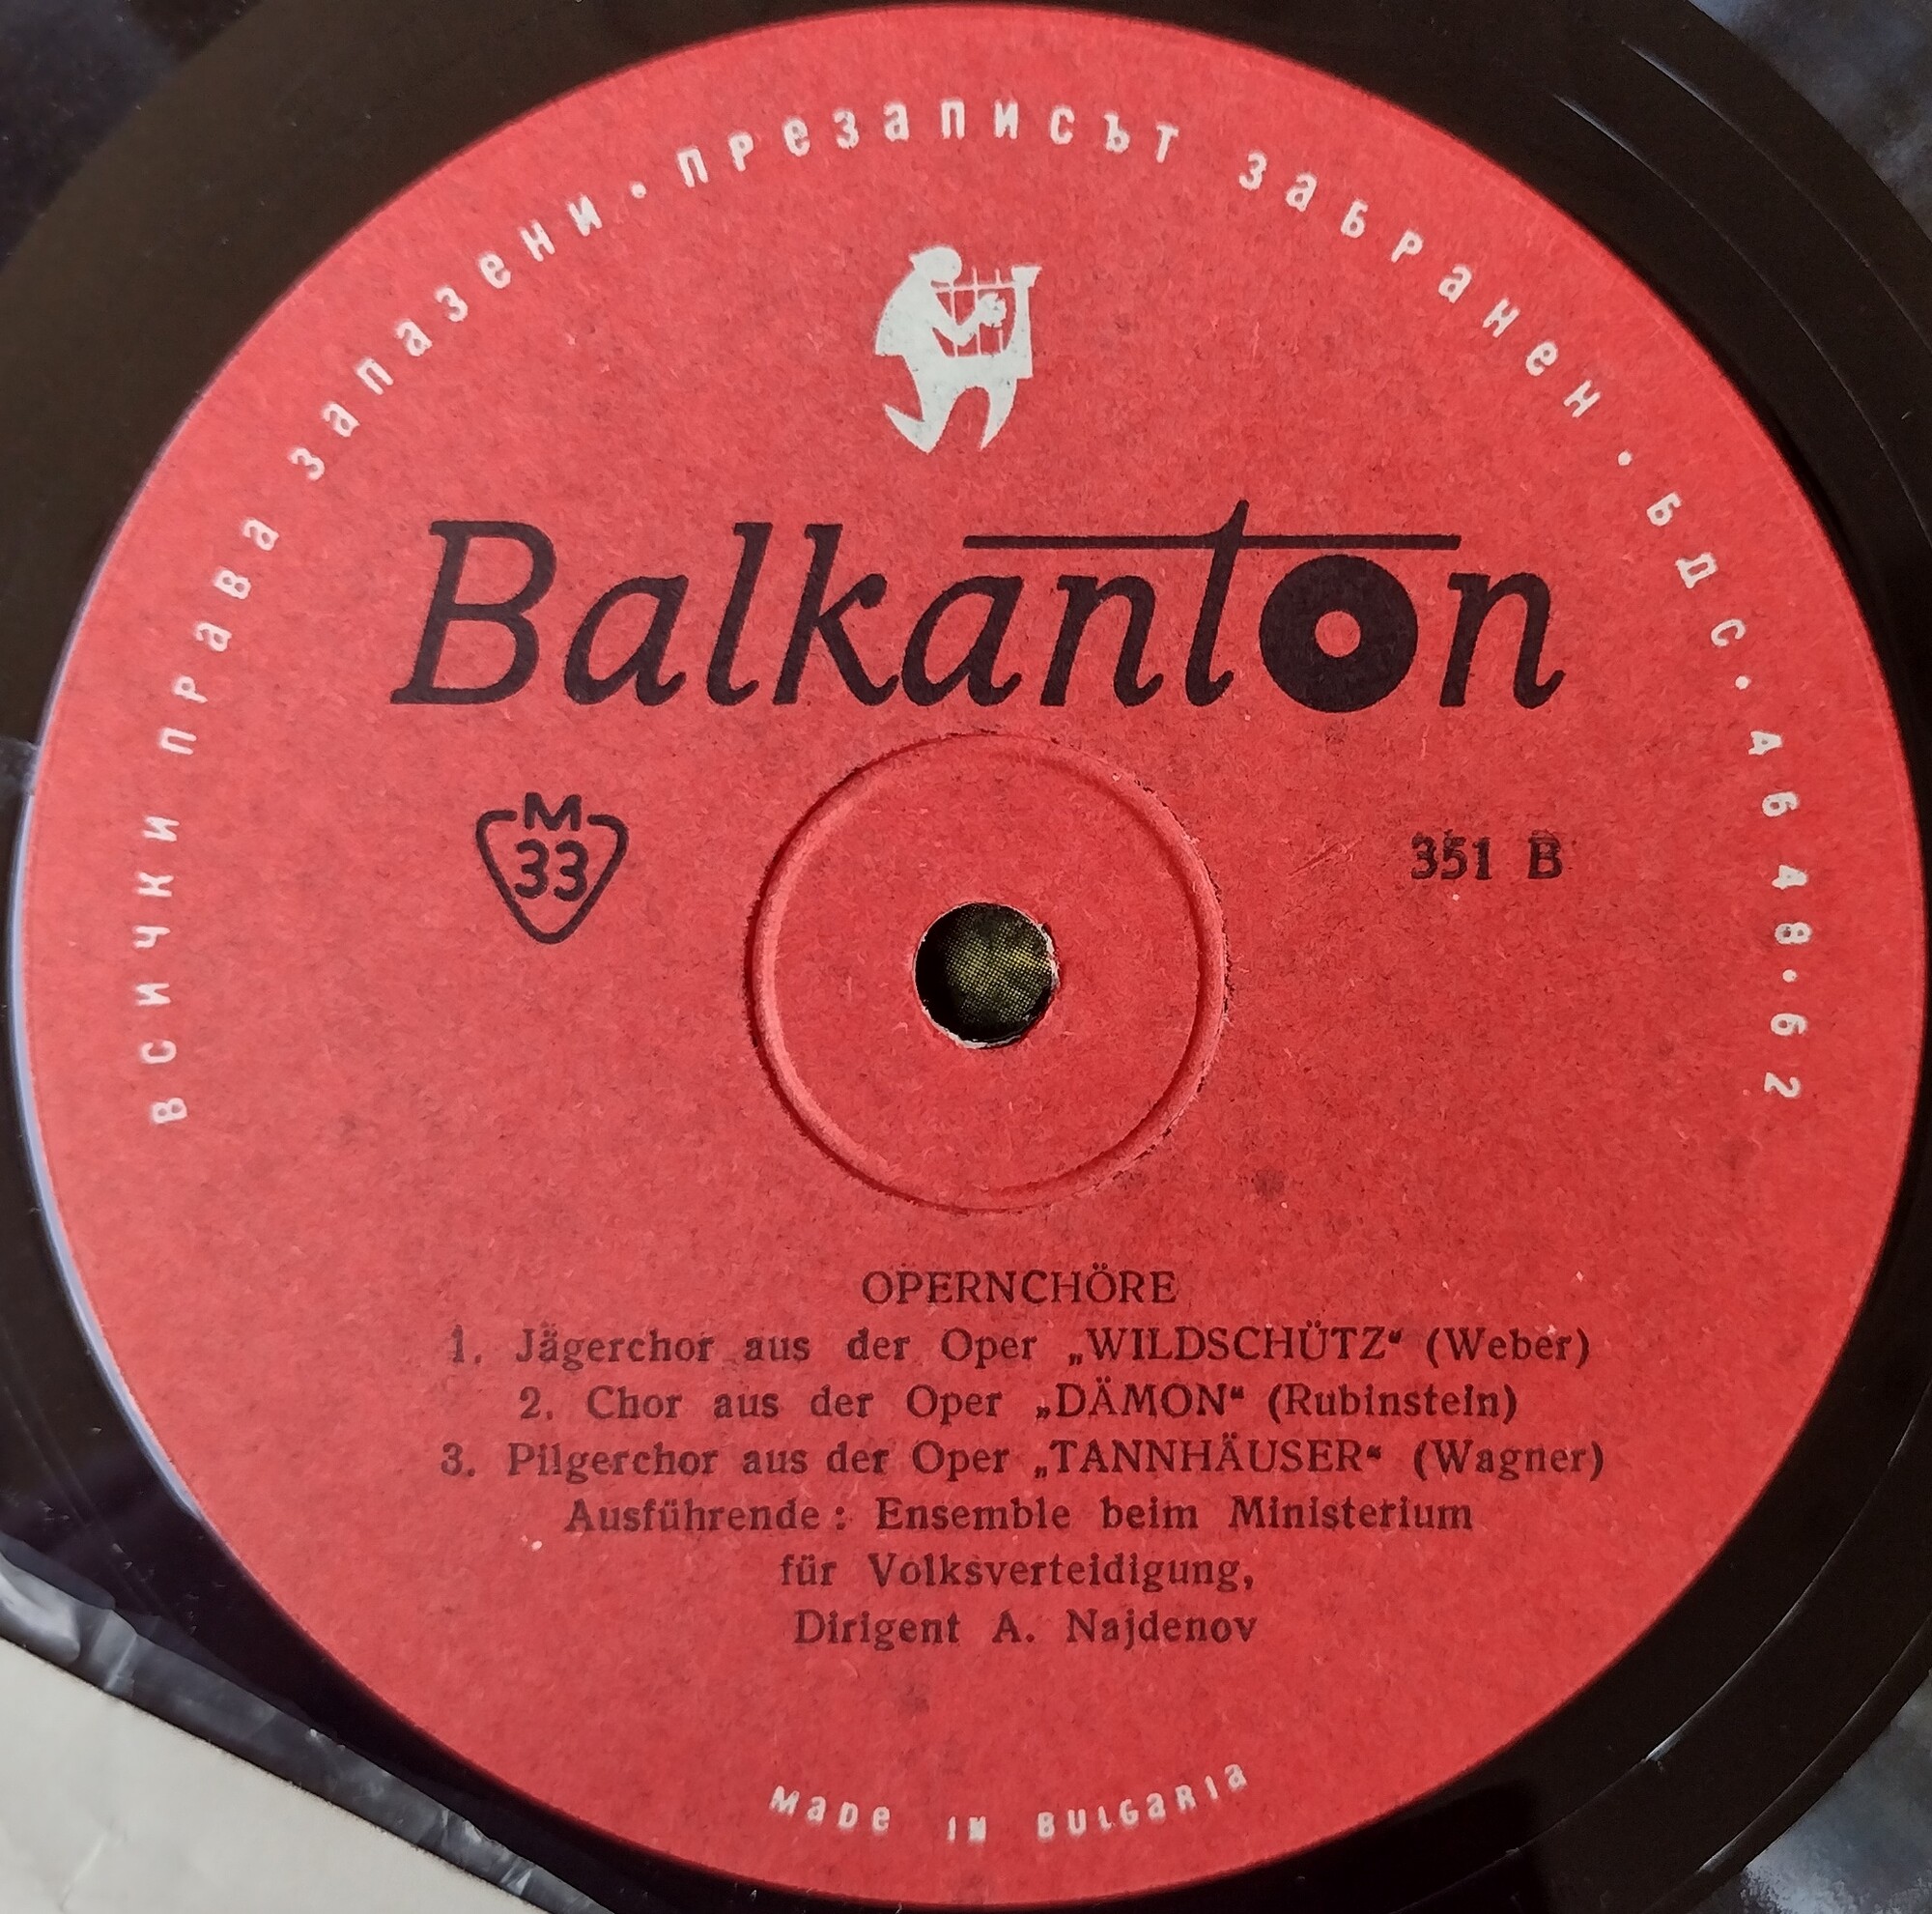 всички права запазени · презаписът забранен · бдс · 46 48 · 62
Balkanton
M
33
351 B
OPERNCHÖRE
1. Jägerchor aus der Oper „WILDSCHÜTZ“ (Weber)
2. Chor aus der Oper „DÄMON“ (Rubinstein)
3. Pilgerchor aus der Oper „TANNHÄUSER“ (Wagner)
Ausführende : Ensemble beim Ministerium
für Volksverteidigung,
Dirigent A. Najdenov
MADE IN BULGARIA